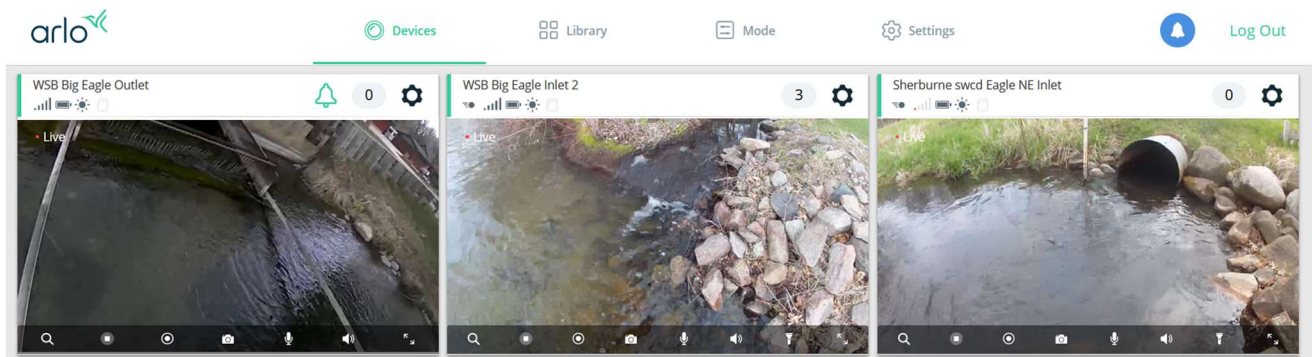 arlo
Devices
Library
Mode
Settings
Log Out
WSB Big Eagle Outlet
0
WSB Big Eagle Inlet 2
3
Sherburne swcd Eagle NE Inlet
0
Live
Live
Live